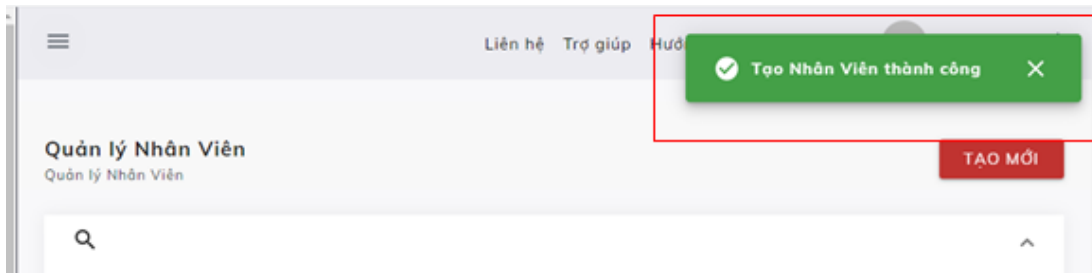 Liên hệ Trợ giúp
Tạo Nhân Viên thành công
Quản lý Nhân Viên
TẠO MỚI
Quản lý Nhân Viên